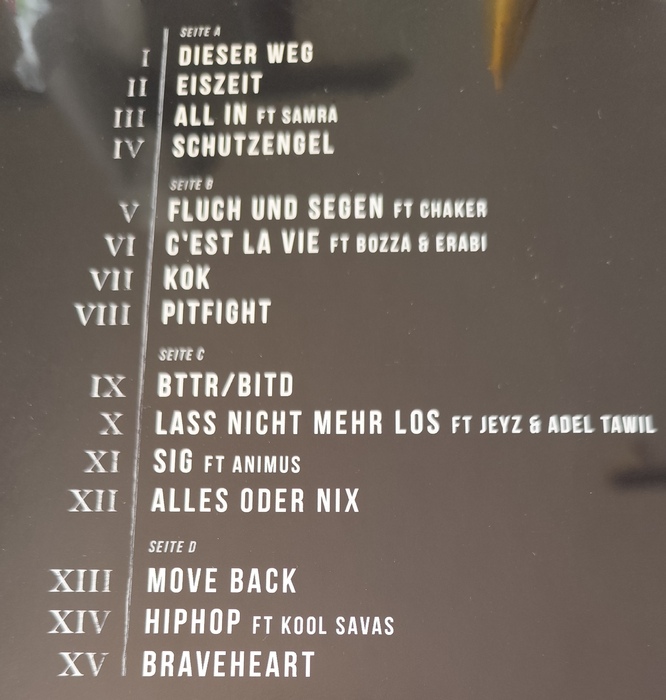 SEITE A
I DIESER WEG
II EISZEIT
III ALL IN FT SAMRA
IV SCHUTZENGEL
SEITE B
V FLUCH UND SEGEN FT CHAKER
VI C'EST LA VIE FT BOZZA & ERABI
VII KOK
VIII PITFIGHT
SEITE C
IX BTTR/BITD
X LASS NICHT MEHR LOS FT JEYZ & ADEL TAWIL
XI SIG FT ANIMUS
XII ALLES ODER NIX
SEITE D
XIII MOVE BACK
XIV HIPHOP FT KOOL SAVAS
XV BRAVEHEART